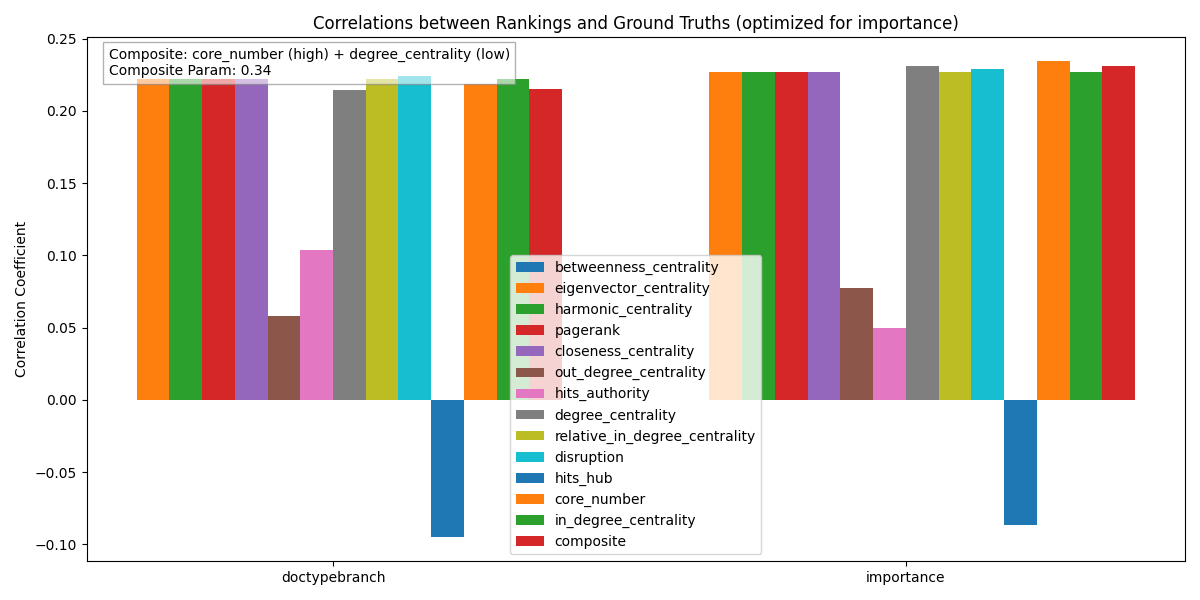 Correlations between Rankings and Ground Truths (optimized for importance)
Composite: core_number (high) + degree_centrality (low)
Composite Param: 0.34
Correlation Coefficient
0.25
0.20
0.15
0.10
0.05
0.00
−0.05
−0.10
betweenness_centrality
eigenvector_centrality
harmonic_centrality
pagerank
closeness_centrality
out_degree_centrality
hits_authority
degree_centrality
relative_in_degree_centrality
disruption
hits_hub
core_number
in_degree_centrality
composite
doctypebranch
importance